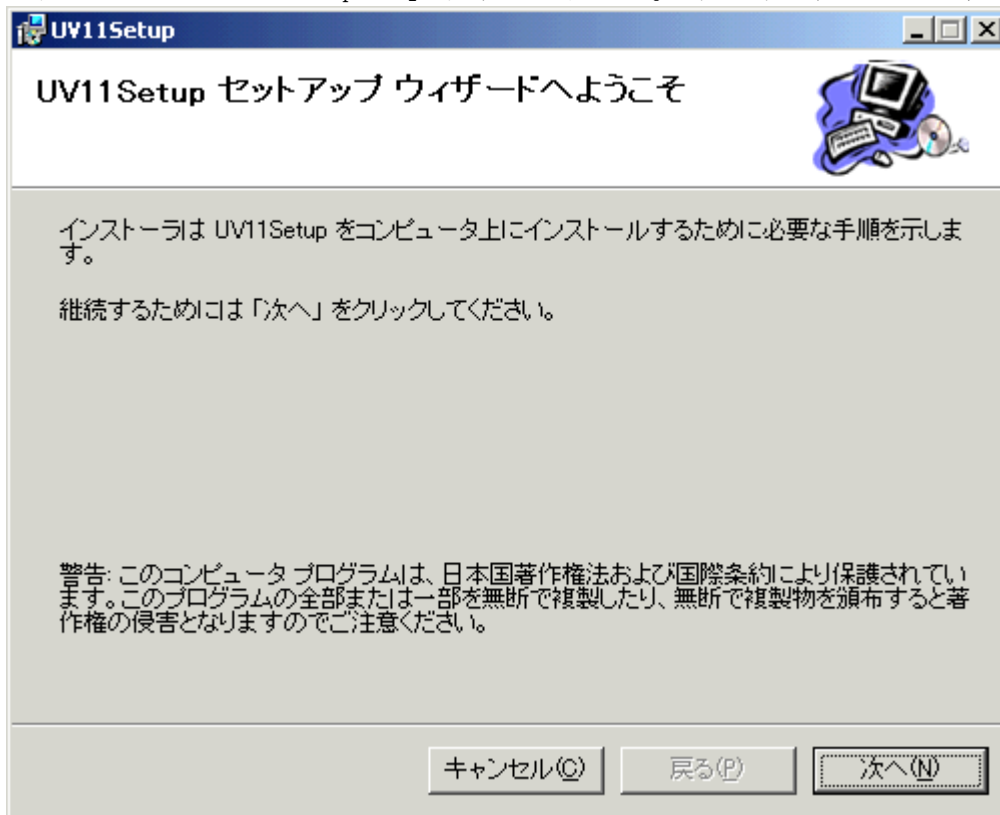 UV11Setup
UV11Setup セットアップ ウィザードへようこそ
インストーラは UV11Setup をコンピュータ上にインストールするために必要な手順を示しま
す。
継続するためには「次へ」をクリックしてください。
警告: このコンピュータ プログラムは、日本国著作権法および国際条約により保護されてい
ます。このプログラムの全部または一部を無断で複製したり、無断で複製物を頒布すると著
作権の侵害となりますのでご注意ください。
キャンセル(C)
戻る(P)
次へ(N)